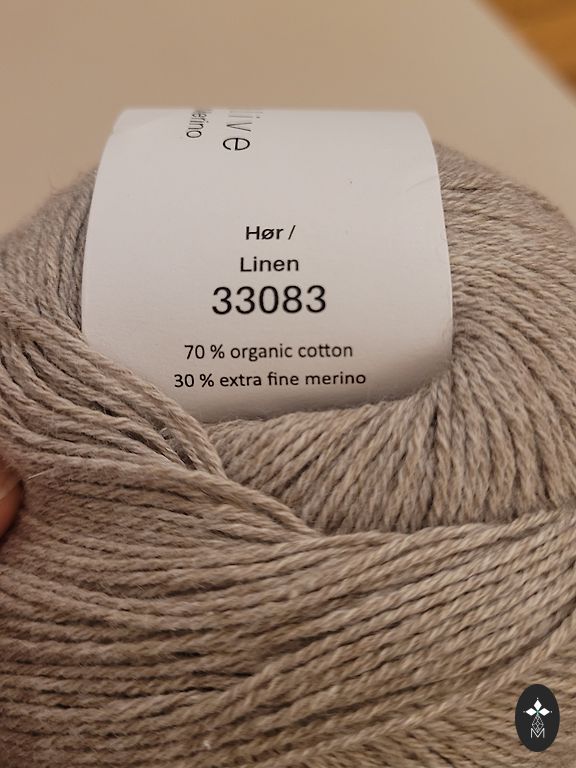 Hør /
Linen
33083
70 % organic cotton
30 % extra fine merino